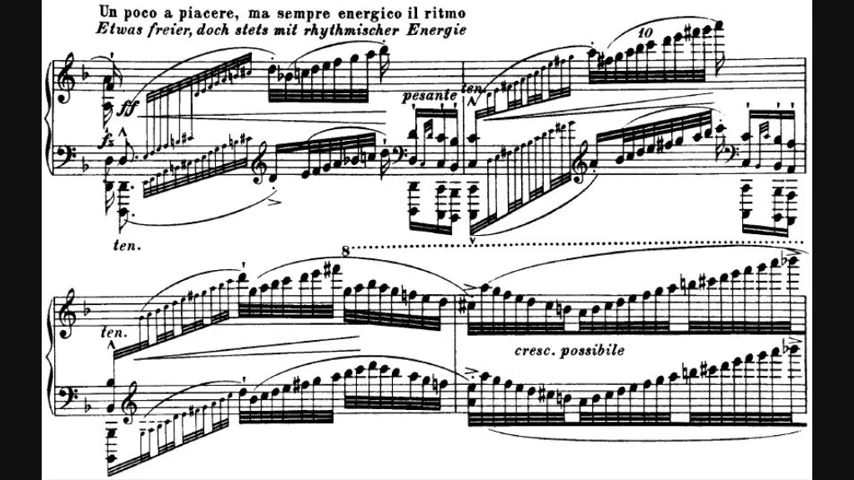 Un poco a piacere, ma sempre energico il ritmo
Etwas freier, doch stets mit rhythmischer Energie
10
pesante ten.
ff
fz
ten.
8
ten.
cresc. possibile